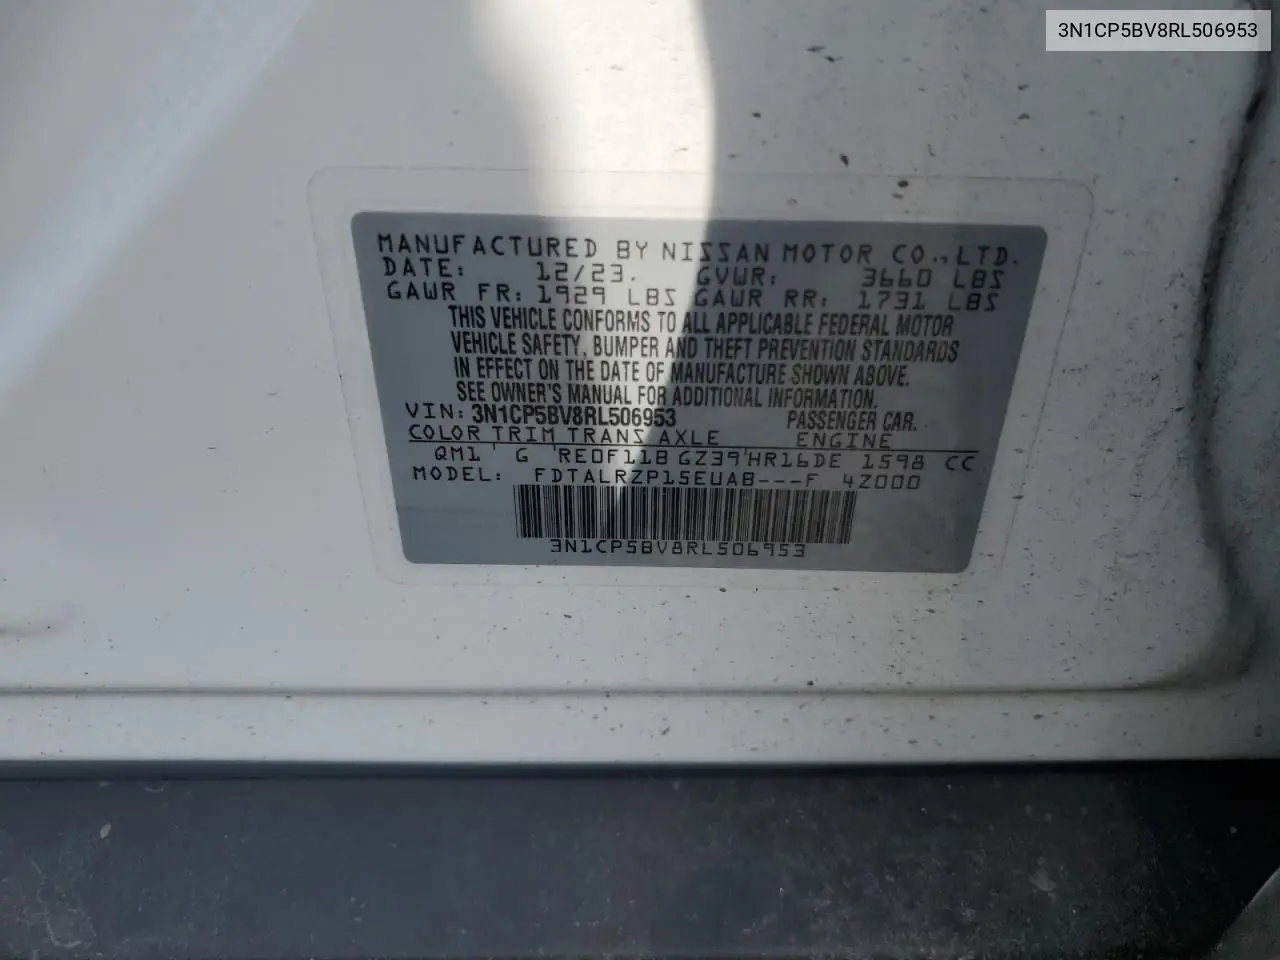 3N1CP5BV8RL506953
MANUFACTURED BY NISSAN MOTOR CO.,LTD.
DATE: 12/23. GVWR: 3660 LBS
GAWR FR: 1929 LBS GAWR RR: 1731 LBS
THIS VEHICLE CONFORMS TO ALL APPLICABLE FEDERAL MOTOR
VEHICLE SAFETY, BUMPER AND THEFT PREVENTION STANDARDS
IN EFFECT ON THE DATE OF MANUFACTURE SHOWN ABOVE.
SEE OWNER'S MANUAL FOR ADDITIONAL INFORMATION.
VIN: 3N1CP5BV8RL506953 PASSENGER CAR.
COLOR TRIM TRANS AXLE ENGINE
QM1 ' G 'RE0F11B GZ39'HR16DE 1598 CC
MODEL: FDTALRZP15EUAB---F 4Z000
3N1CP5BV8RL506953